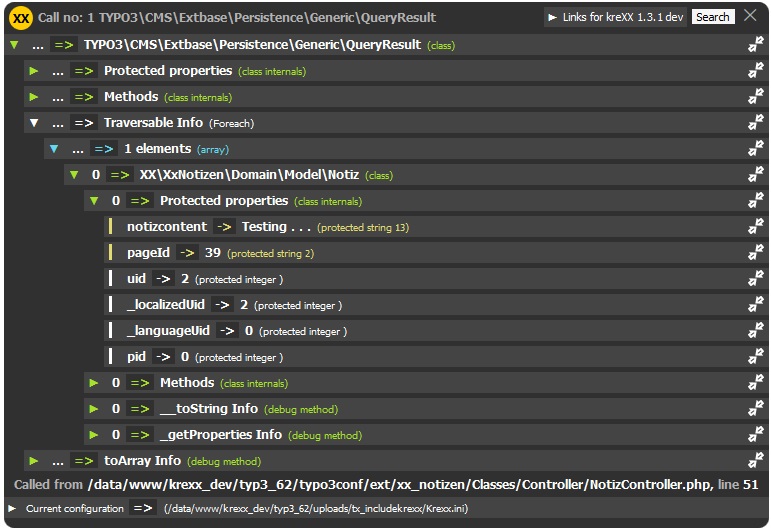 XX Call no: 1 TYPO3\CMS\Extbase\Persistence\Generic\QueryResult ► Links for kreXX 1.3.1 dev Search
▼ ... => TYPO3\CMS\Extbase\Persistence\Generic\QueryResult (class)
► ... => Protected properties (class internals)
► ... => Methods (class internals)
▼ ... => Traversable Info (Foreach)
▼ ... => 1 elements (array)
▼ 0 => XX\XxNotizen\Domain\Model\Notiz (class)
▼ 0 => Protected properties (class internals)
notizcontent -> Testing . . . (protected string 13)
pageId -> 39 (protected string 2)
uid -> 2 (protected integer )
_localizedUid -> 2 (protected integer )
_languageUid -> 0 (protected integer )
pid -> 0 (protected integer )
► 0 => Methods (class internals)
► 0 => __toString Info (debug method)
► 0 => _getProperties Info (debug method)
► ... => toArray Info (debug method)
Called from /data/www/krexx_dev/typ3_62/typo3conf/ext/xx_notizen/Classes/Controller/NotizController.php, line 51
► Current configuration => (/data/www/krexx_dev/typ3_62/uploads/tx_includekrexx/Krexx.ini)